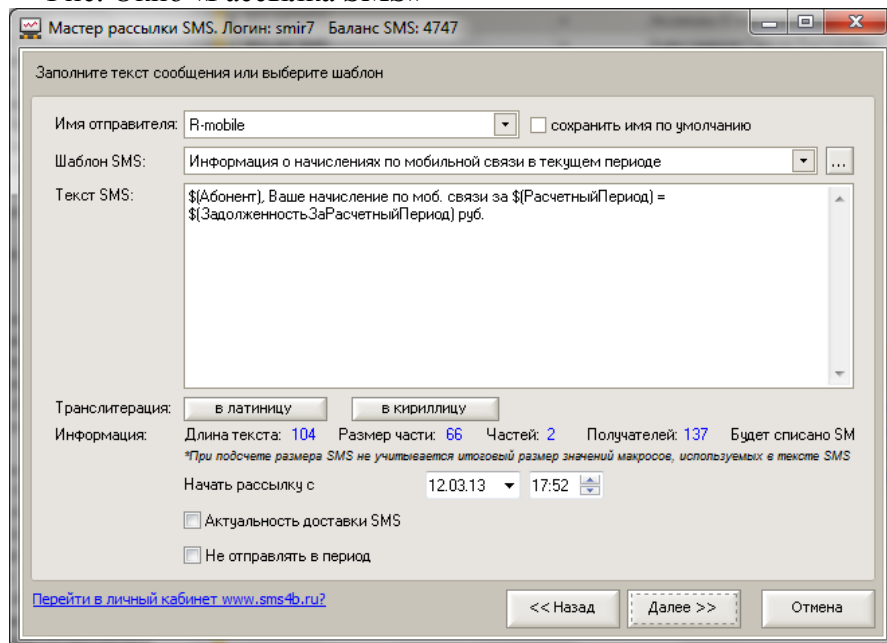 Рис. Окно «Рассылка SMS»
Мастер рассылки SMS. Логин: smir7 Баланс SMS: 4747
Заполните текст сообщения или выберите шаблон
Имя отправителя: R-mobile сохранить имя по умолчанию
Шаблон SMS: Информация о начислениях по мобильной связи в текущем периоде ...
Текст SMS: $(Абонент), Ваше начисление по моб. связи за $(РасчетныйПериод) =
$(ЗадолженностьЗаРасчетныйПериод) руб.
Транслитерация: в латиницу в кириллицу
Информация: Длина текста: 104 Размер части: 66 Частей: 2 Получателей: 137 Будет списано SM
*При подсчете размера SMS не учитывается итоговый размер значений макросов, используемых в тексте SMS
Начать рассылку с 12.03.13 17:52
Актуальность доставки SMS
Не отправлять в период
Перейти в личный кабинет www.sms4b.ru? << Назад Далее >> Отмена